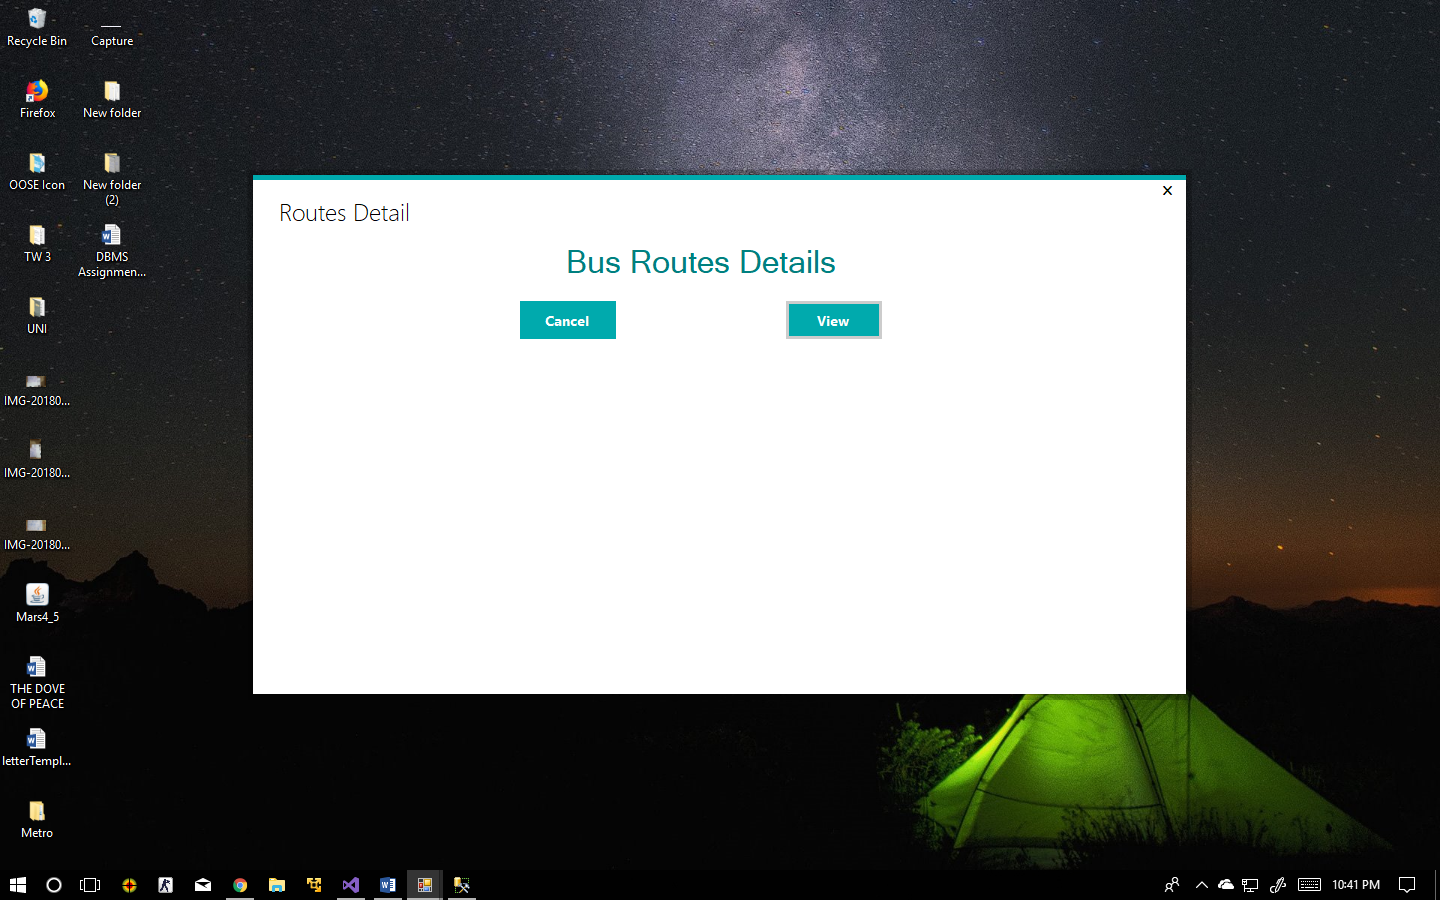 Recycle Bin
Capture
Firefox
New folder
OOSE Icon
New folder
(2)
TW 3
DBMS
Assignmen...
UNI
IMG-20180...
IMG-20180...
IMG-20180...
Mars4_5
THE DOVE
OF PEACE
letterTempl...
Metro
Routes Detail
Bus Routes Details
Cancel
View
10:41 PM